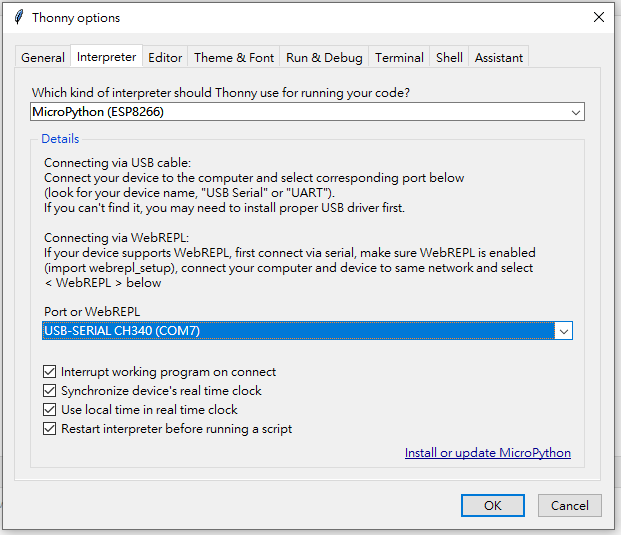 Thonny options
General Interpreter Editor Theme & Font Run & Debug Terminal Shell Assistant
Which kind of interpreter should Thonny use for running your code?
MicroPython (ESP8266)
Details
Connecting via USB cable:
Connect your device to the computer and select corresponding port below
(look for your device name, "USB Serial" or "UART").
If you can't find it, you may need to install proper USB driver first.
Connecting via WebREPL:
If your device supports WebREPL, first connect via serial, make sure WebREPL is enabled
(import webrepl_setup), connect your computer and device to same network and select
< WebREPL > below
Port or WebREPL
USB-SERIAL CH340 (COM7)
Interrupt working program on connect
Synchronize device's real time clock
Use local time in real time clock
Restart interpreter before running a script
Install or update MicroPython
OK Cancel